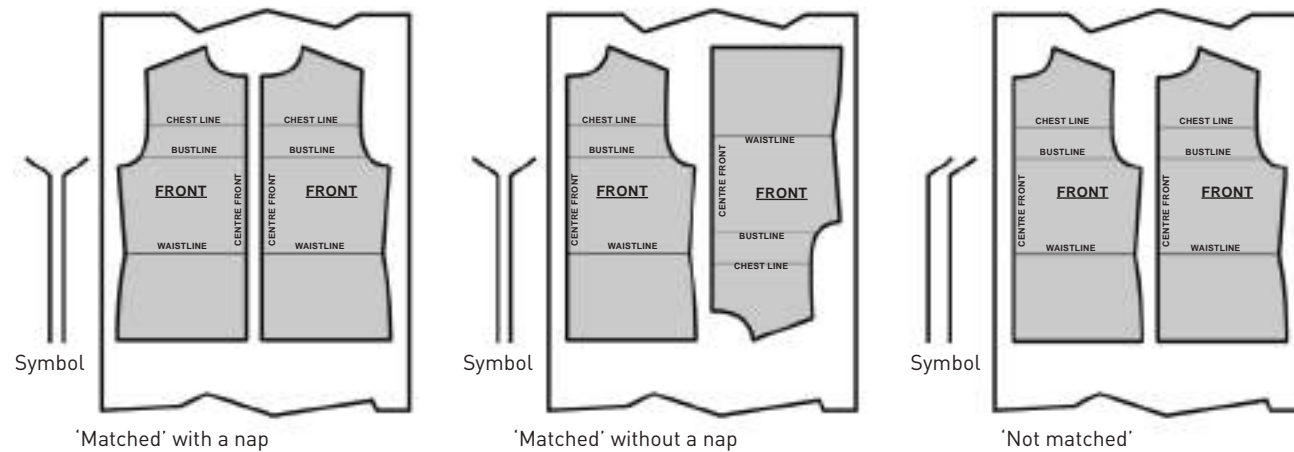 CHEST LINE
BUSTLINE
FRONT
CENTRE FRONT
WAISTLINE
CHEST LINE
BUSTLINE
CENTRE FRONT
FRONT
WAISTLINE
Symbol
'Matched' with a nap
CHEST LINE
BUSTLINE
CENTRE FRONT
FRONT
WAISTLINE
WAISTLINE
CENTRE FRONT
FRONT
BUSTLINE
CHEST LINE
Symbol
'Matched' without a nap
CHEST LINE
BUSTLINE
CENTRE FRONT
FRONT
WAISTLINE
CHEST LINE
BUSTLINE
CENTRE FRONT
FRONT
WAISTLINE
Symbol
'Not matched'